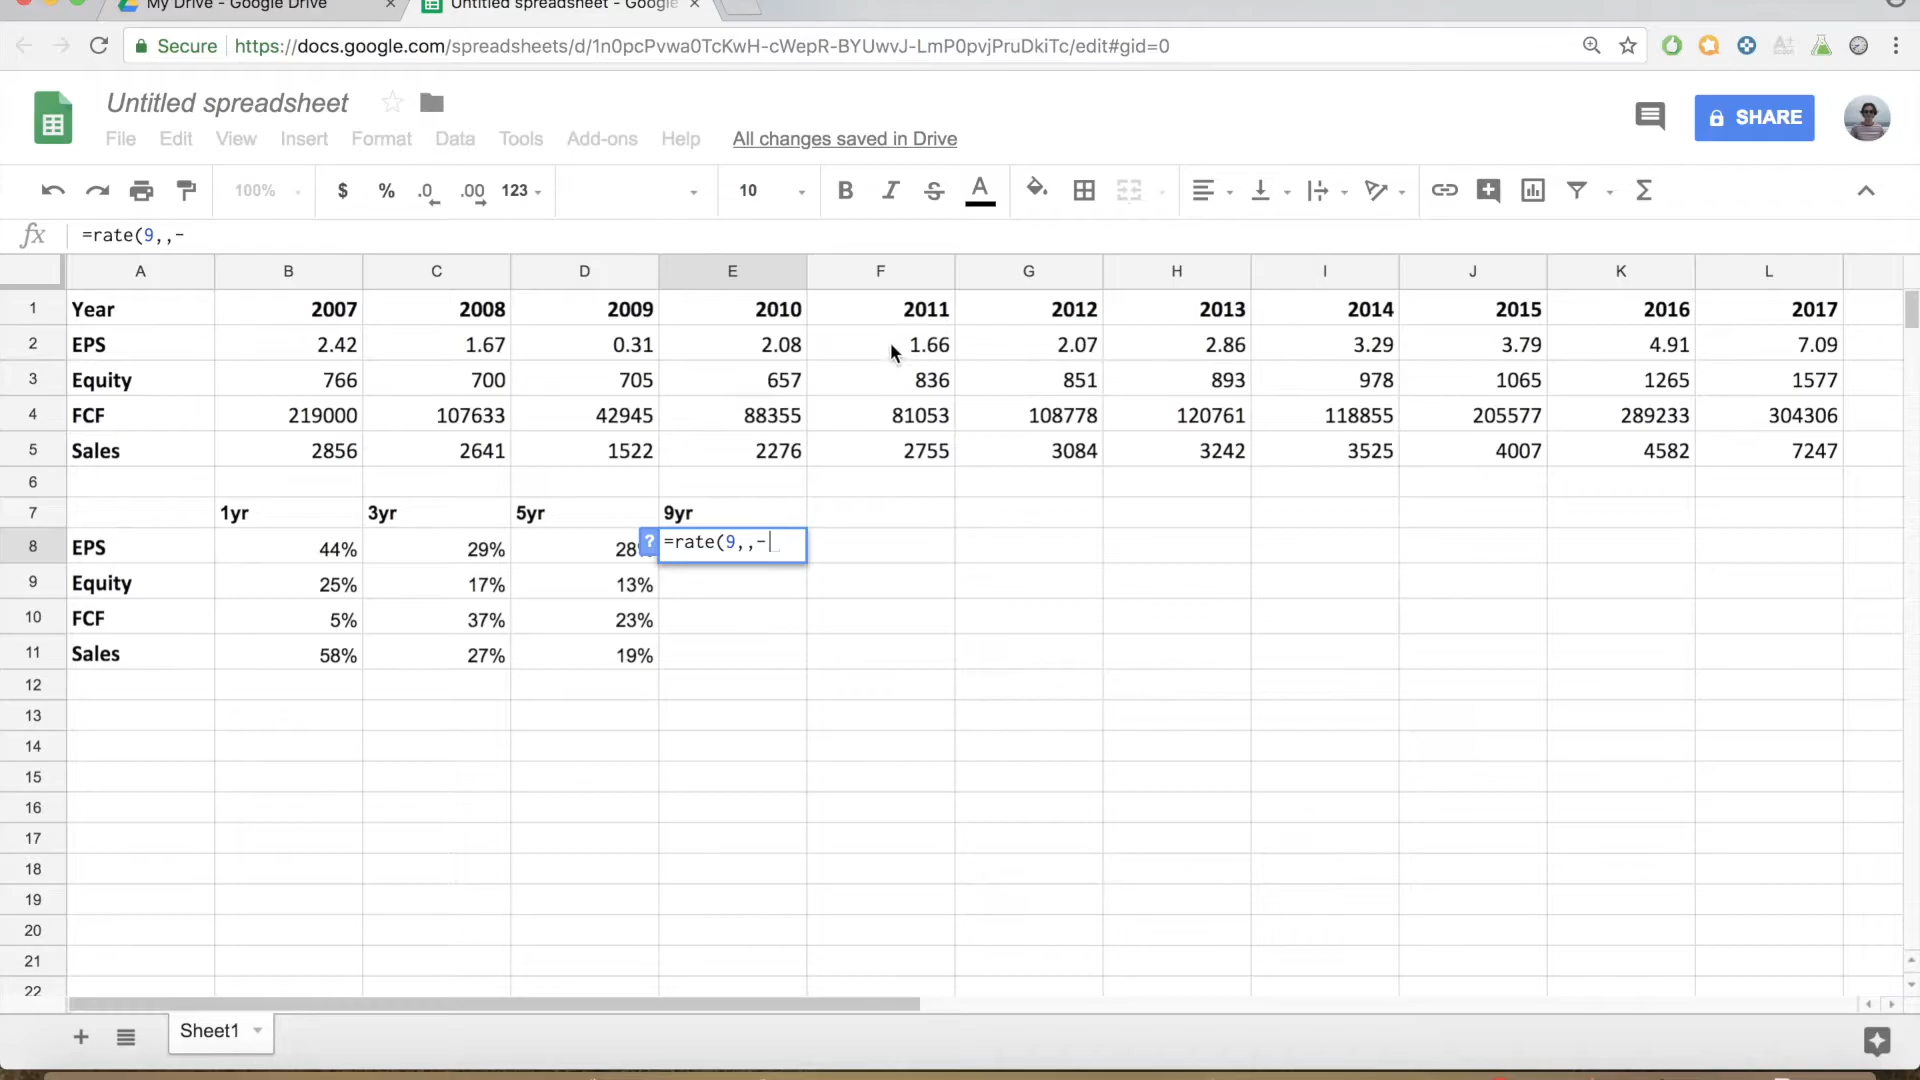 My Drive - Google Drive
Untitled spreadsheet - Google
Secure https://docs.google.com/spreadsheets/d/1n0pcPvwa0TcKwH-cWepR-BYUwvJ-LmP0pvjPruDkiTc/edit#gid=0
Untitled spreadsheet
SHARE
File Edit View Insert Format Data Tools Add-ons Help All changes saved in Drive
100% $ % .0 .00 123 10 B I S A Σ
fx =rate(9,,-
A B C D E F G H I J K L
1 Year 2007 2008 2009 2010 2011 2012 2013 2014 2015 2016 2017
2 EPS 2.42 1.67 0.31 2.08 1.66 2.07 2.86 3.29 3.79 4.91 7.09
3 Equity 766 700 705 657 836 851 893 978 1065 1265 1577
4 FCF 219000 107633 42945 88355 81053 108778 120761 118855 205577 289233 304306
5 Sales 2856 2641 1522 2276 2755 3084 3242 3525 4007 4582 7247
6
7 1yr 3yr 5yr 9yr
8 EPS 44% 29% 28% ? =rate(9,,-
9 Equity 25% 17% 13%
10 FCF 5% 37% 23%
11 Sales 58% 27% 19%
12
13
14
15
16
17
18
19
20
21
22
Sheet1